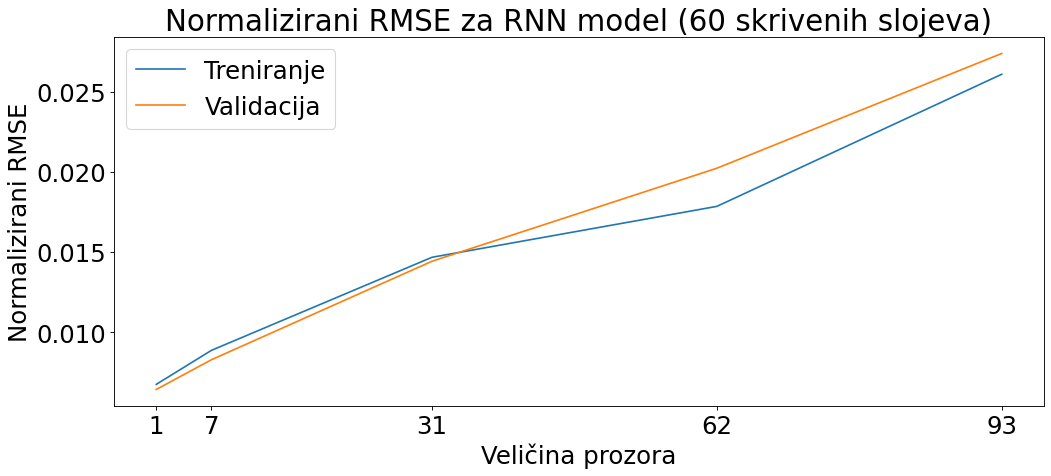 Normalizirani RMSE za RNN model (60 skrivenih slojeva)
Treniranje
Validacija
Normalizirani RMSE
0.025
0.020
0.015
0.010
1 7 31 62 93
Veličina prozora